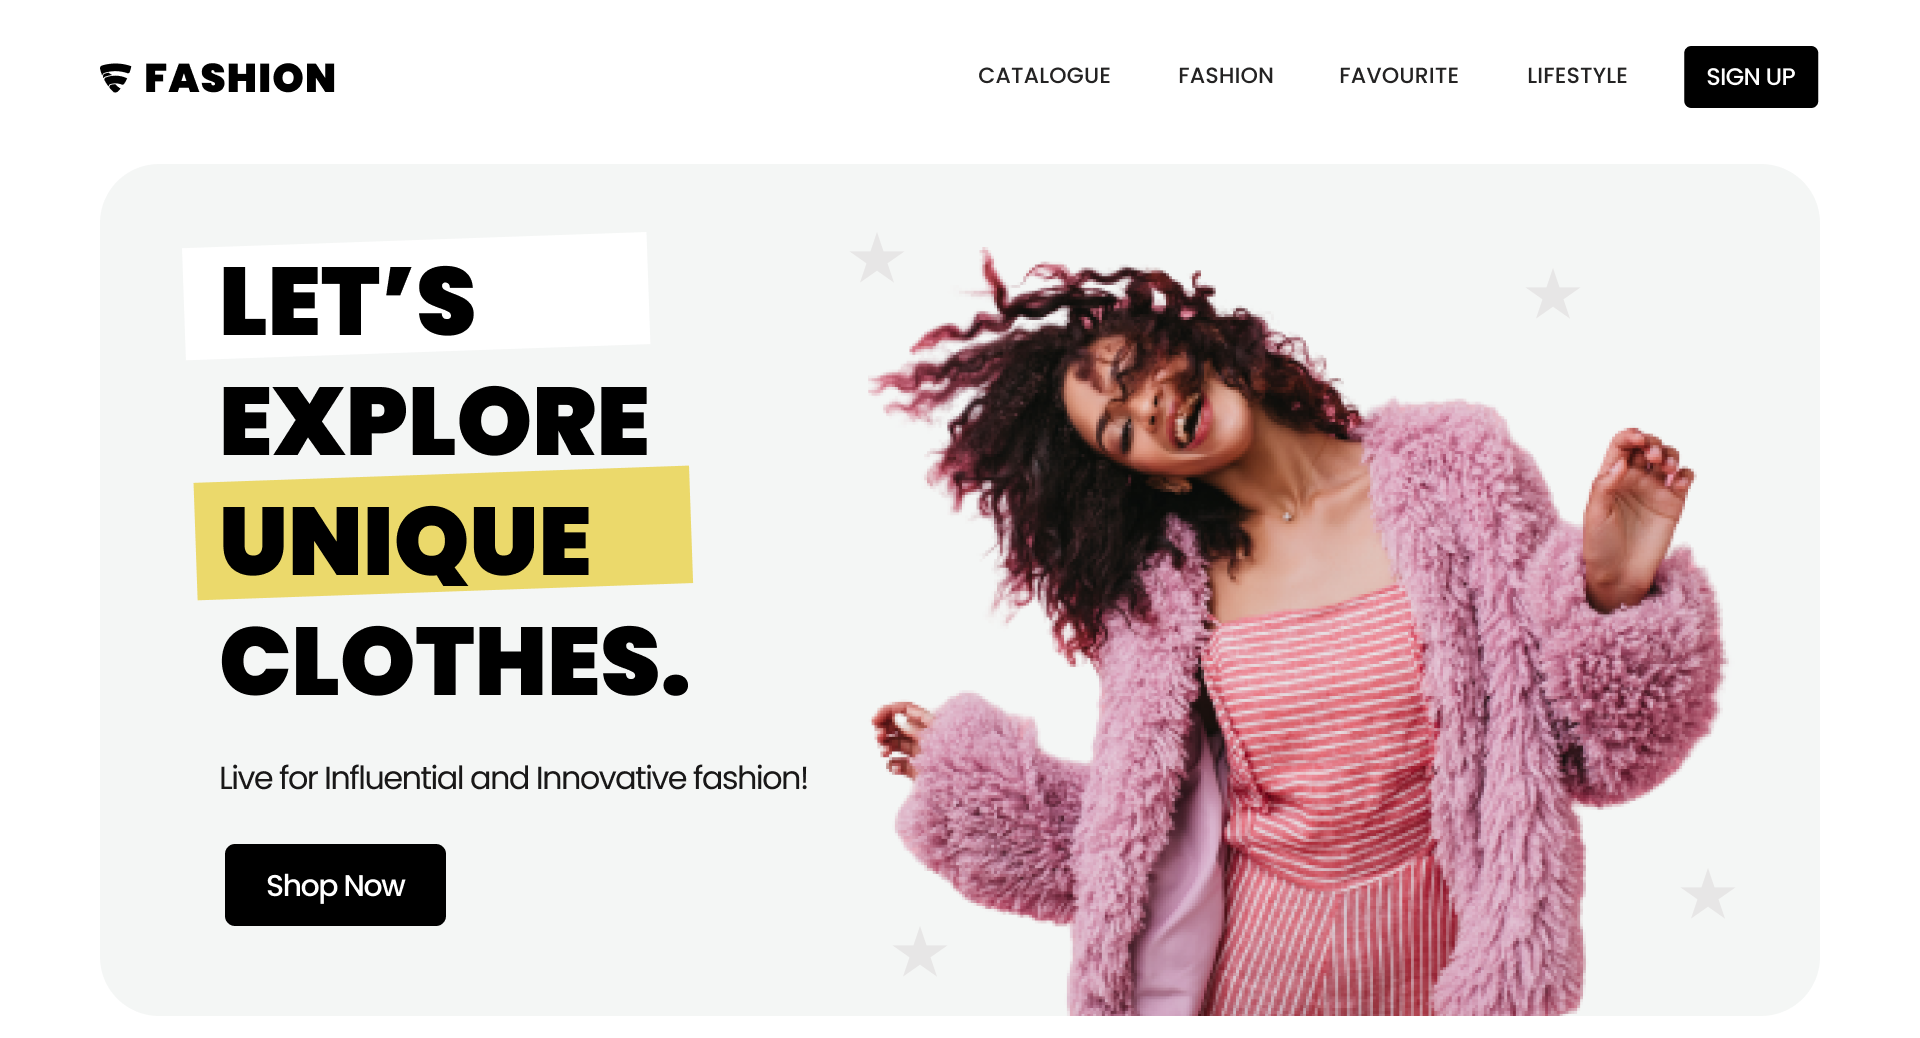 FASHION
CATALOGUE
FASHION
FAVOURITE
LIFESTYLE
SIGN UP
LET’S
EXPLORE
UNIQUE
CLOTHES.
Live for Influential and Innovative fashion!
Shop Now